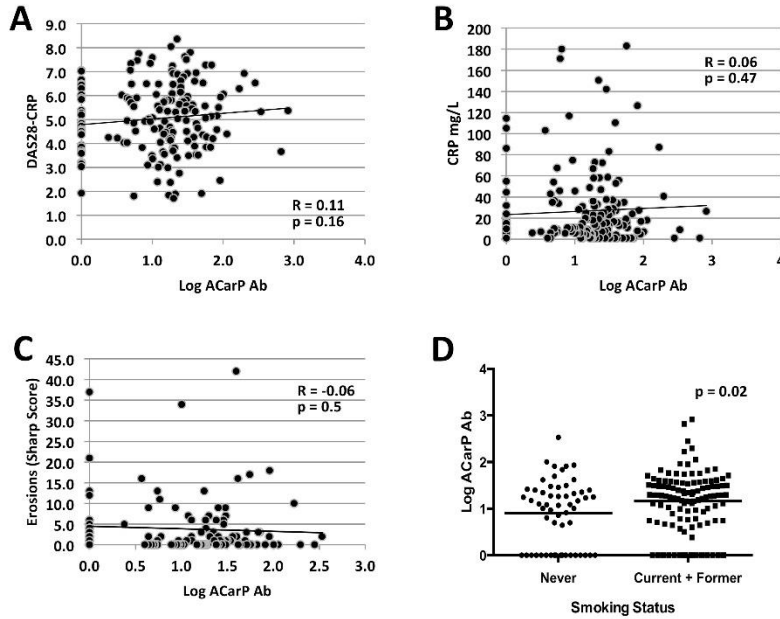 A
9.0
8.0
7.0
6.0
5.0
4.0
3.0
2.0
1.0
0.0
DAS28-CRP
R = 0.11
p = 0.16
0.0 1.0 2.0 3.0 4.0
Log ACarP Ab
B
200
180
160
140
120
100
80
60
40
20
0
CRP mg/L
R = 0.06
p = 0.47
0 1 2 3 4
Log ACarP Ab
C
45.0
40.0
35.0
30.0
25.0
20.0
15.0
10.0
5.0
0.0
Erosions (Sharp Score)
R = -0.06
p = 0.5
0.0 0.5 1.0 1.5 2.0 2.5 3.0
Log ACarP Ab
D
4
3
2
1
0
Log ACarP Ab
p = 0.02
Never Current + Former
Smoking Status